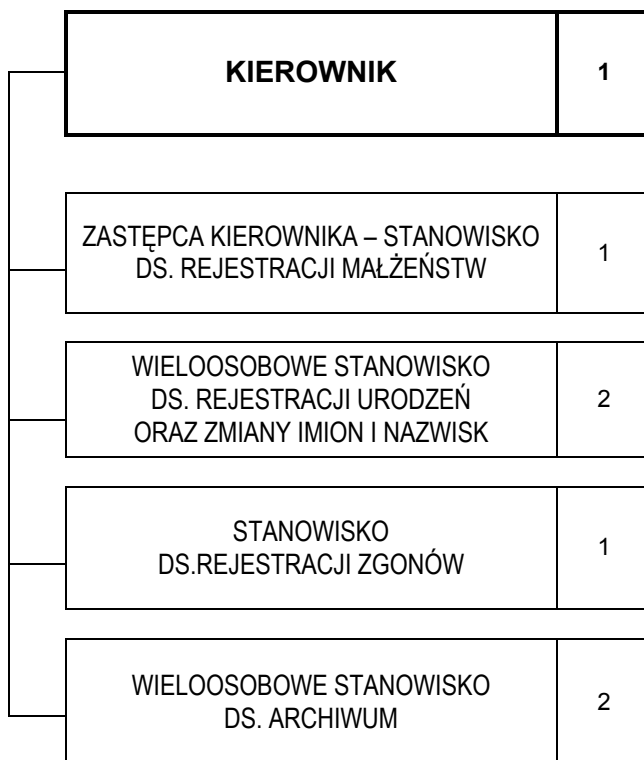 KIEROWNIK
1
ZASTĘPCA KIEROWNIKA – STANOWISKO
DS. REJESTRACJI MAŁŻEŃSTW
1
WIELOOSOBOWE STANOWISKO
DS. REJESTRACJI URODZEŃ
ORAZ ZMIANY IMION I NAZWISK
2
STANOWISKO
DS.REJESTRACJI ZGONÓW
1
WIELOOSOBOWE STANOWISKO
DS. ARCHIWUM
2